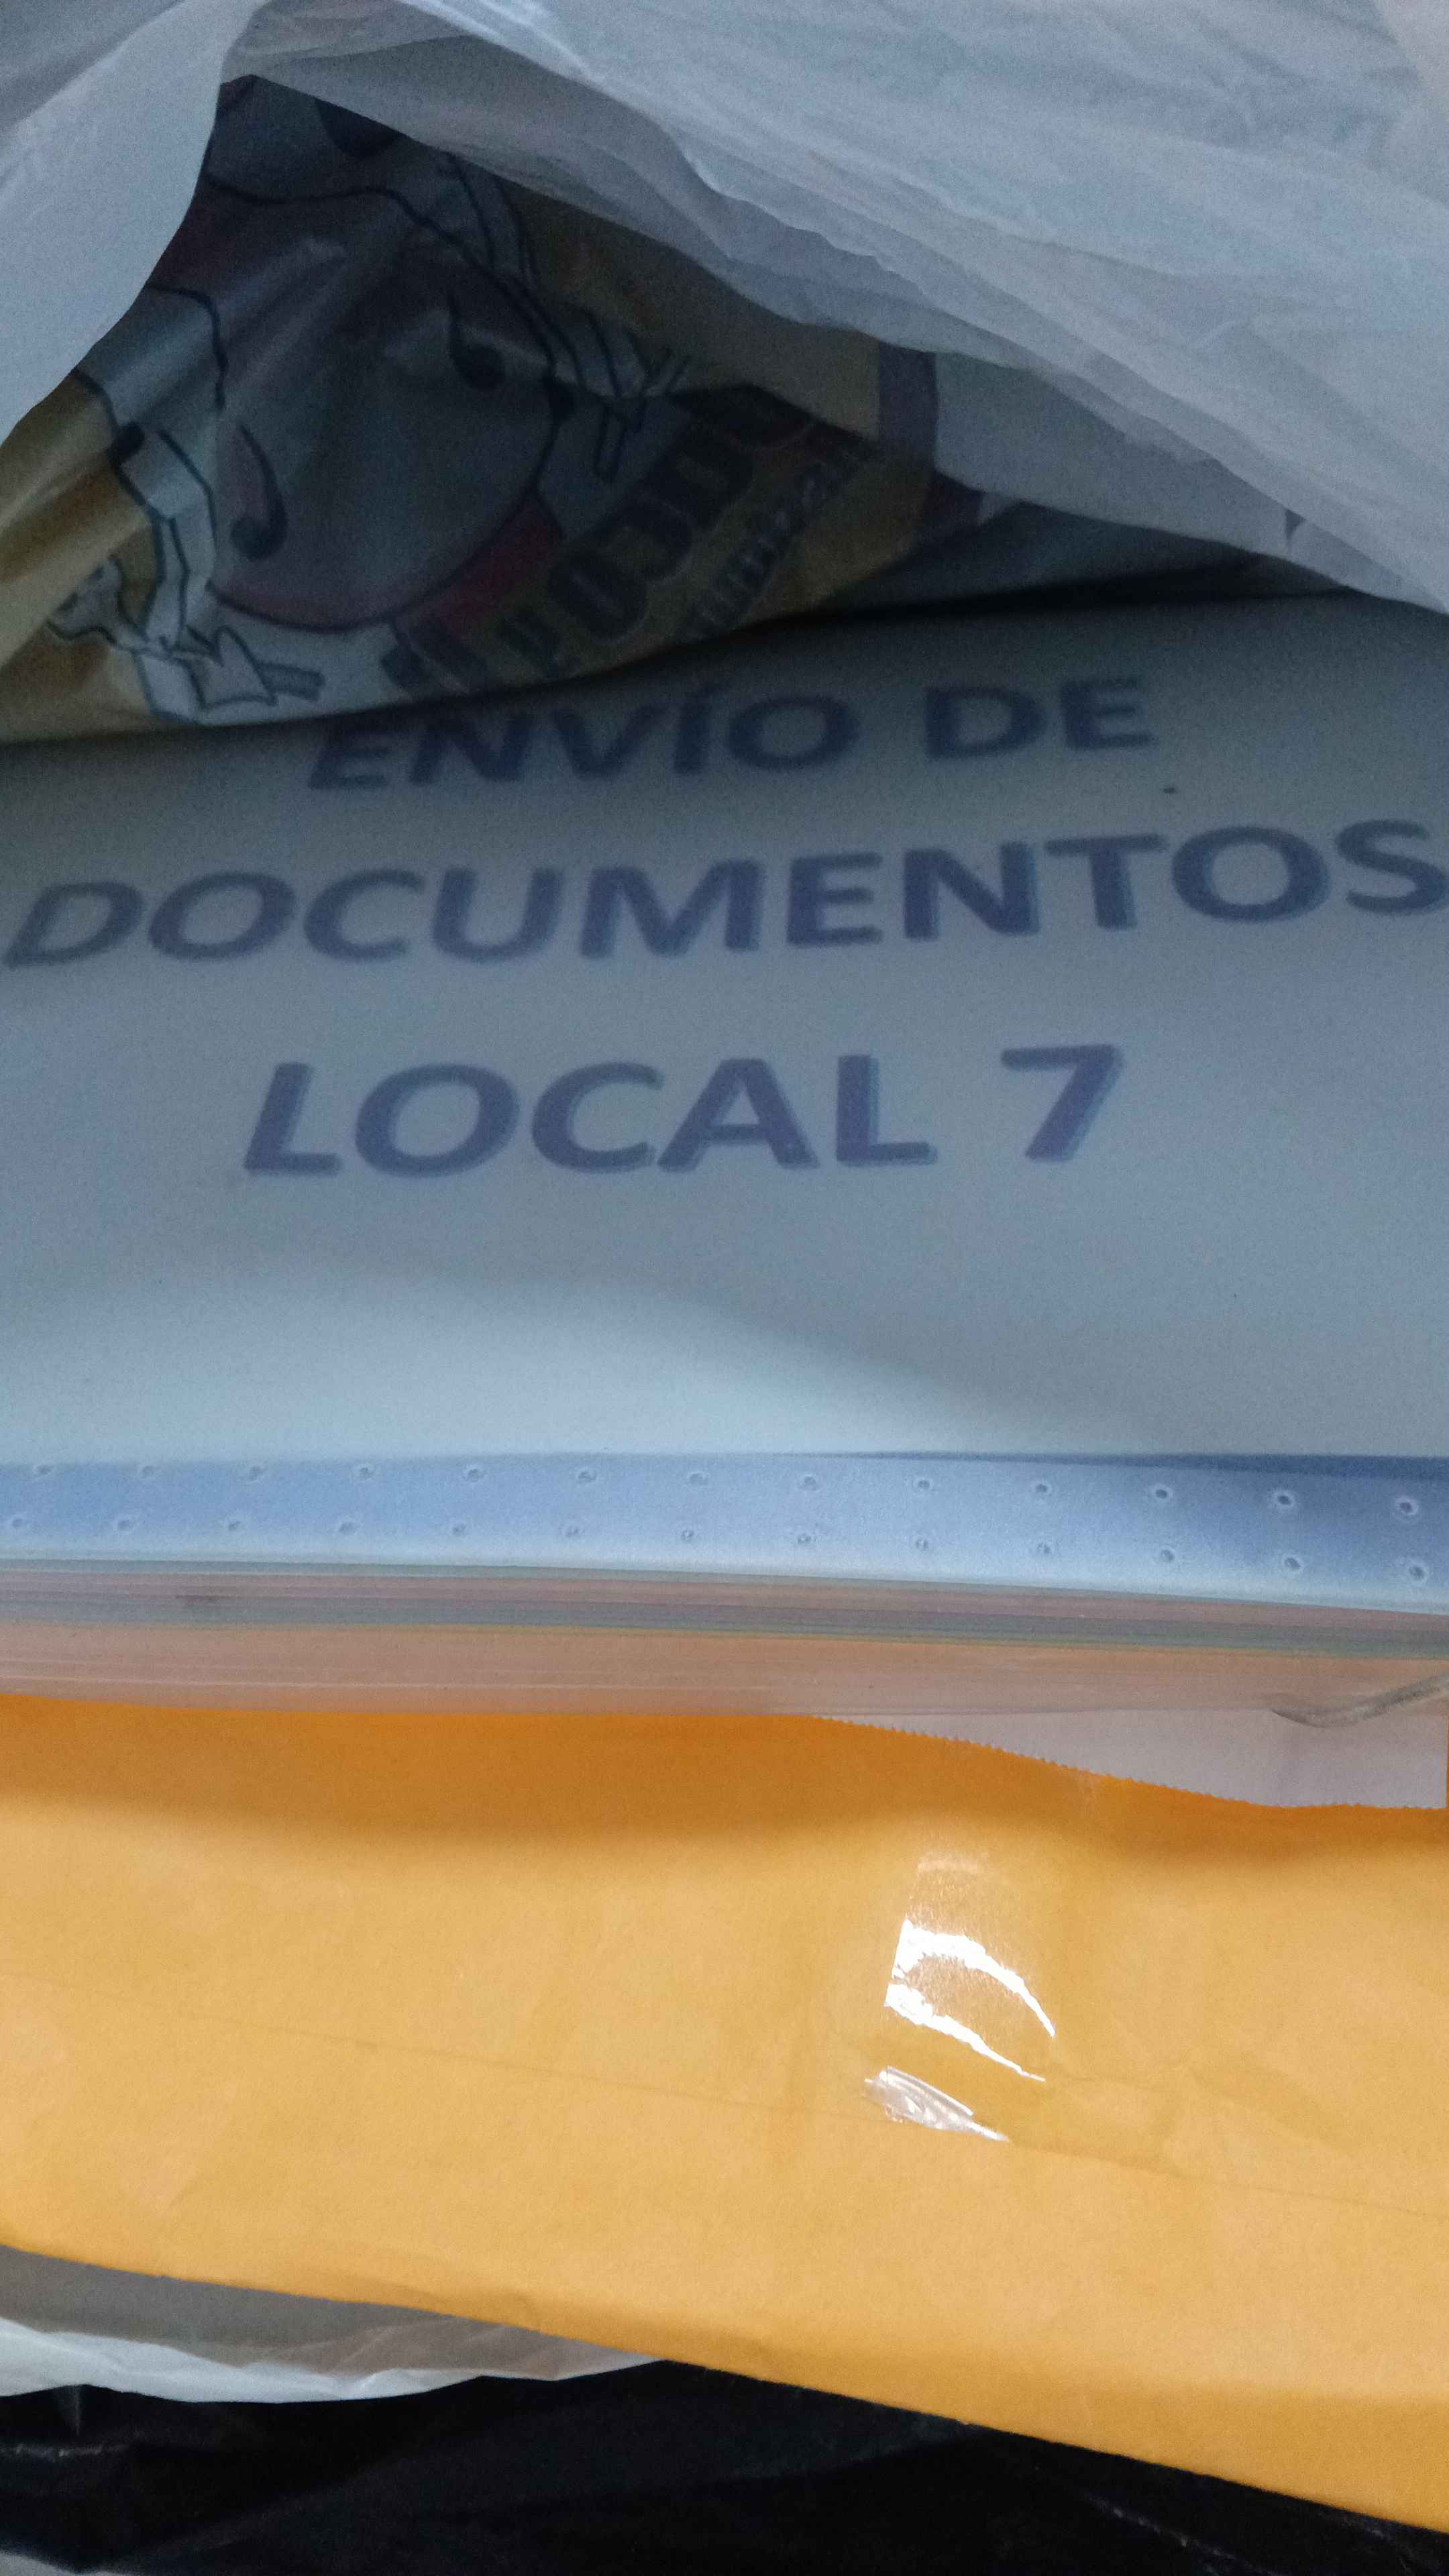 ENVÍO DE
DOCUMENTOS
LOCAL 7